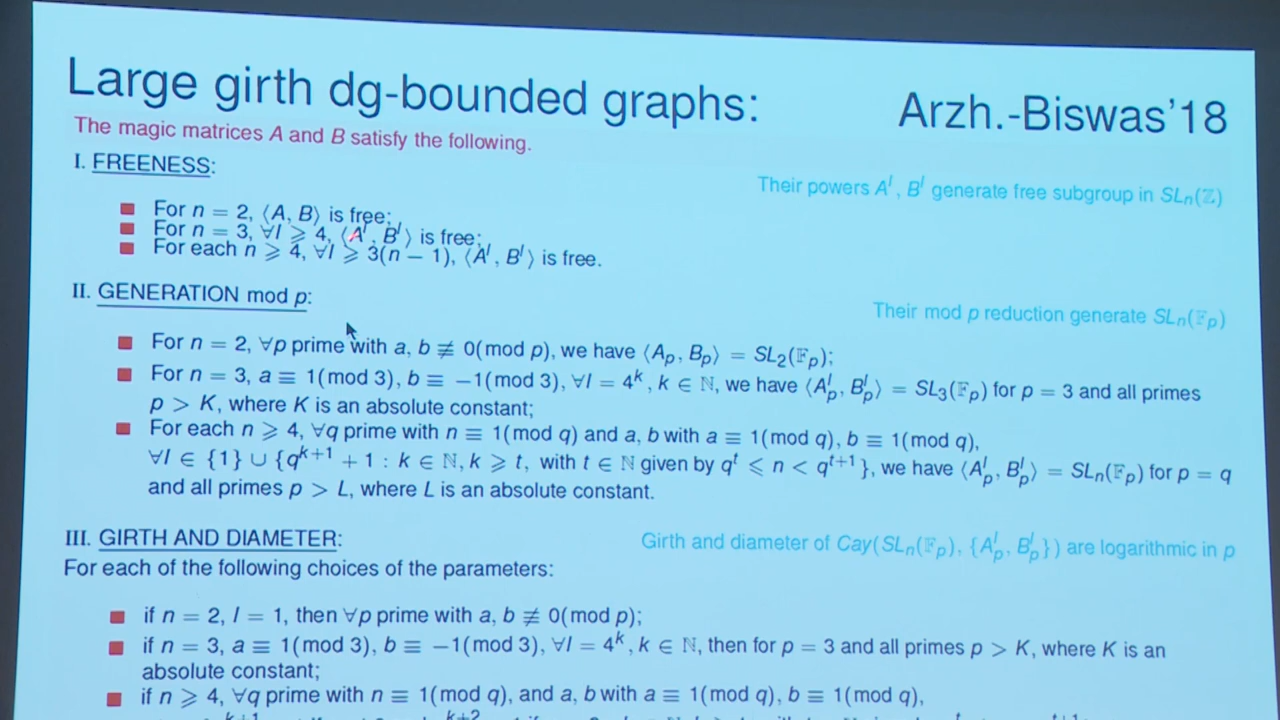 Large girth dg-bounded graphs: Arzh.-Biswas'18
The magic matrices A and B satisfy the following.
I. FREENESS:
Their powers A^l, B^l generate free subgroup in SL_n(ℤ)
For n = 2, ⟨A, B⟩ is free;
For n = 3, ∀l ⩾ 4, ⟨A^l, B^l⟩ is free;
For each n ⩾ 4, ∀l ⩾ 3(n − 1), ⟨A^l, B^l⟩ is free.
II. GENERATION mod p:
Their mod p reduction generate SL_n(𝔽_p)
For n = 2, ∀p prime with a, b ≢ 0(mod p), we have ⟨A_p, B_p⟩ = SL_2(𝔽_p);
For n = 3, a ≡ 1(mod 3), b ≡ −1(mod 3), ∀l = 4^k, k ∈ ℕ, we have ⟨A_p^l, B_p^l⟩ = SL_3(𝔽_p) for p = 3 and all primes
p > K, where K is an absolute constant;
For each n ⩾ 4, ∀q prime with n ≡ 1(mod q) and a, b with a ≡ 1(mod q), b ≡ 1(mod q),
∀l ∈ {1} ∪ {q^{k+1} + 1 : k ∈ ℕ, k ⩾ t, with t ∈ ℕ given by q^t ⩽ n < q^{t+1}}, we have ⟨A_p^l, B_p^l⟩ = SL_n(𝔽_p) for p = q
and all primes p > L, where L is an absolute constant.
III. GIRTH AND DIAMETER:
Girth and diameter of Cay(SL_n(𝔽_p), {A_p^l, B_p^l}) are logarithmic in p
For each of the following choices of the parameters:
if n = 2, l = 1, then ∀p prime with a, b ≢ 0(mod p);
if n = 3, a ≡ 1(mod 3), b ≡ −1(mod 3), ∀l = 4^k, k ∈ ℕ, then for p = 3 and all primes p > K, where K is an
absolute constant;
if n ⩾ 4, ∀q prime with n ≡ 1(mod q), and a, b with a ≡ 1(mod q), b ≡ 1(mod q),